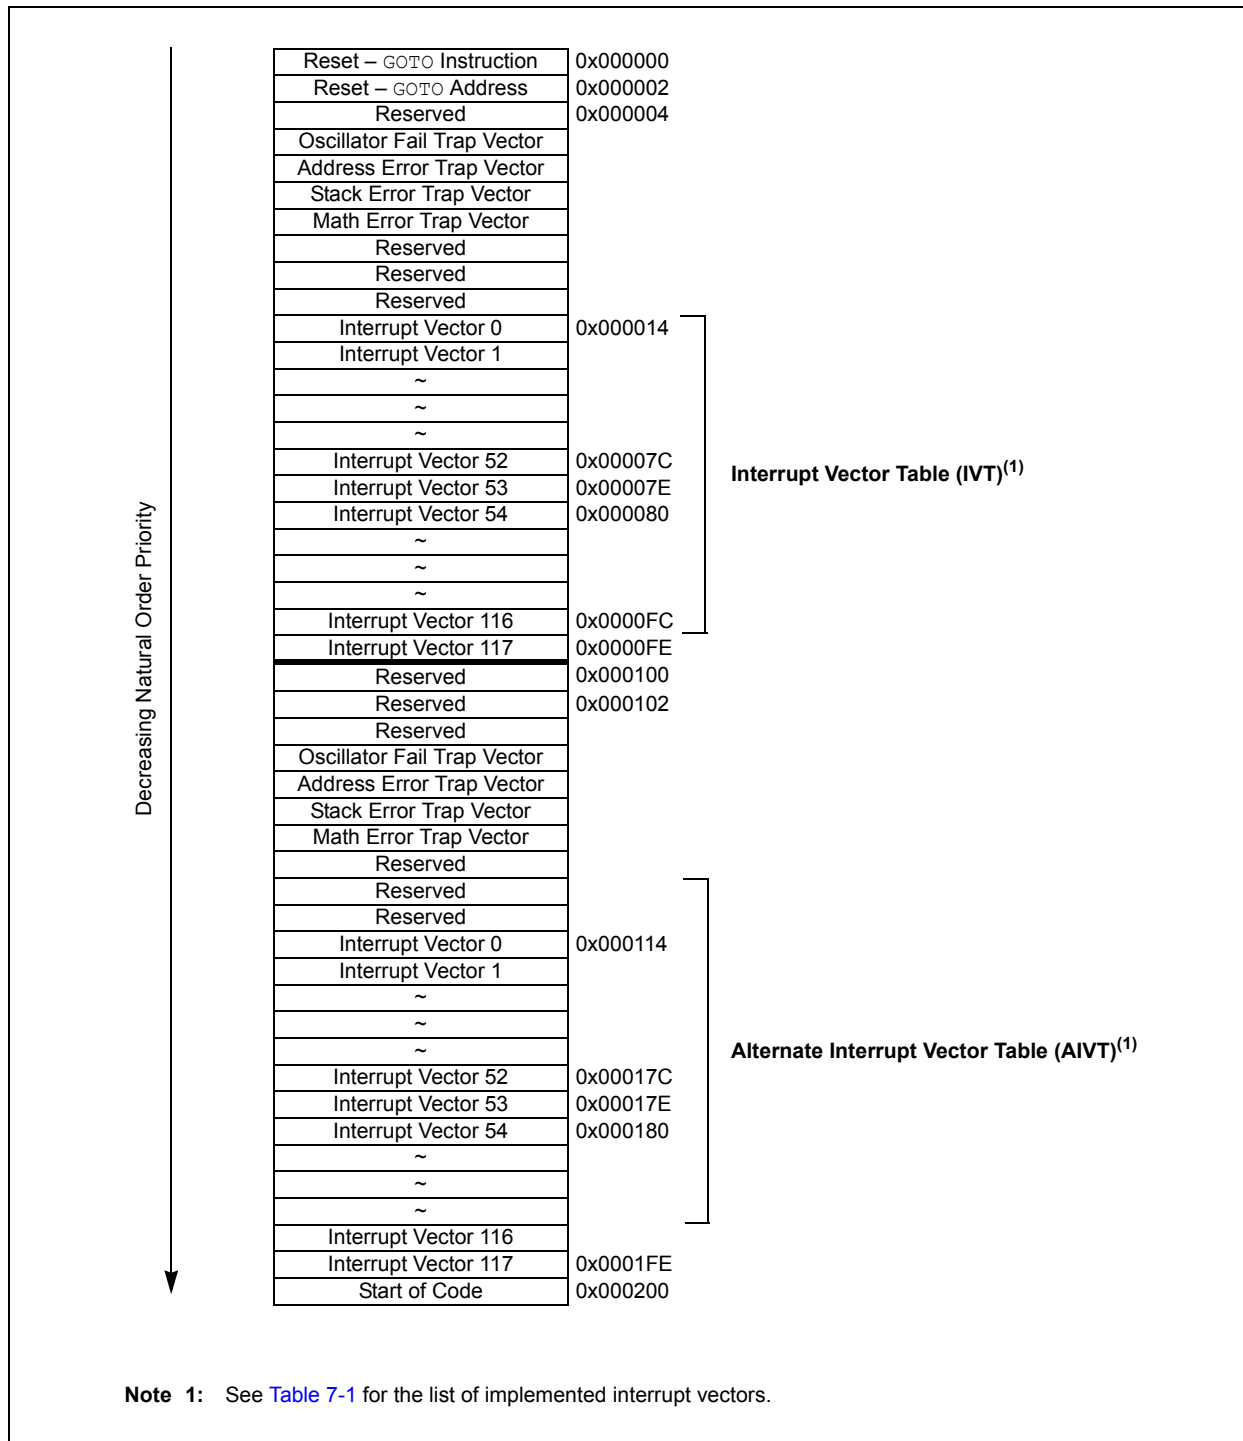 Reset – GOTO Instruction 0x000000
Reset – GOTO Address 0x000002
Reserved 0x000004
Oscillator Fail Trap Vector
Address Error Trap Vector
Stack Error Trap Vector
Math Error Trap Vector
Reserved
Reserved
Reserved
Interrupt Vector 0 0x000014
Interrupt Vector 1
~
~
~
Interrupt Vector 52 0x00007C
Interrupt Vector 53 0x00007E
Interrupt Vector 54 0x000080
~
~
~
Interrupt Vector 116 0x0000FC
Interrupt Vector 117 0x0000FE
Reserved 0x000100
Reserved 0x000102
Reserved
Oscillator Fail Trap Vector
Address Error Trap Vector
Stack Error Trap Vector
Math Error Trap Vector
Reserved
Reserved
Reserved
Interrupt Vector 0 0x000114
Interrupt Vector 1
~
~
~
Interrupt Vector 52 0x00017C
Interrupt Vector 53 0x00017E
Interrupt Vector 54 0x000180
~
~
~
Interrupt Vector 116
Interrupt Vector 117 0x0001FE
Start of Code 0x000200
Decreasing Natural Order Priority
Interrupt Vector Table (IVT)(1)
Alternate Interrupt Vector Table (AIVT)(1)
Note 1: See Table 7-1 for the list of implemented interrupt vectors.